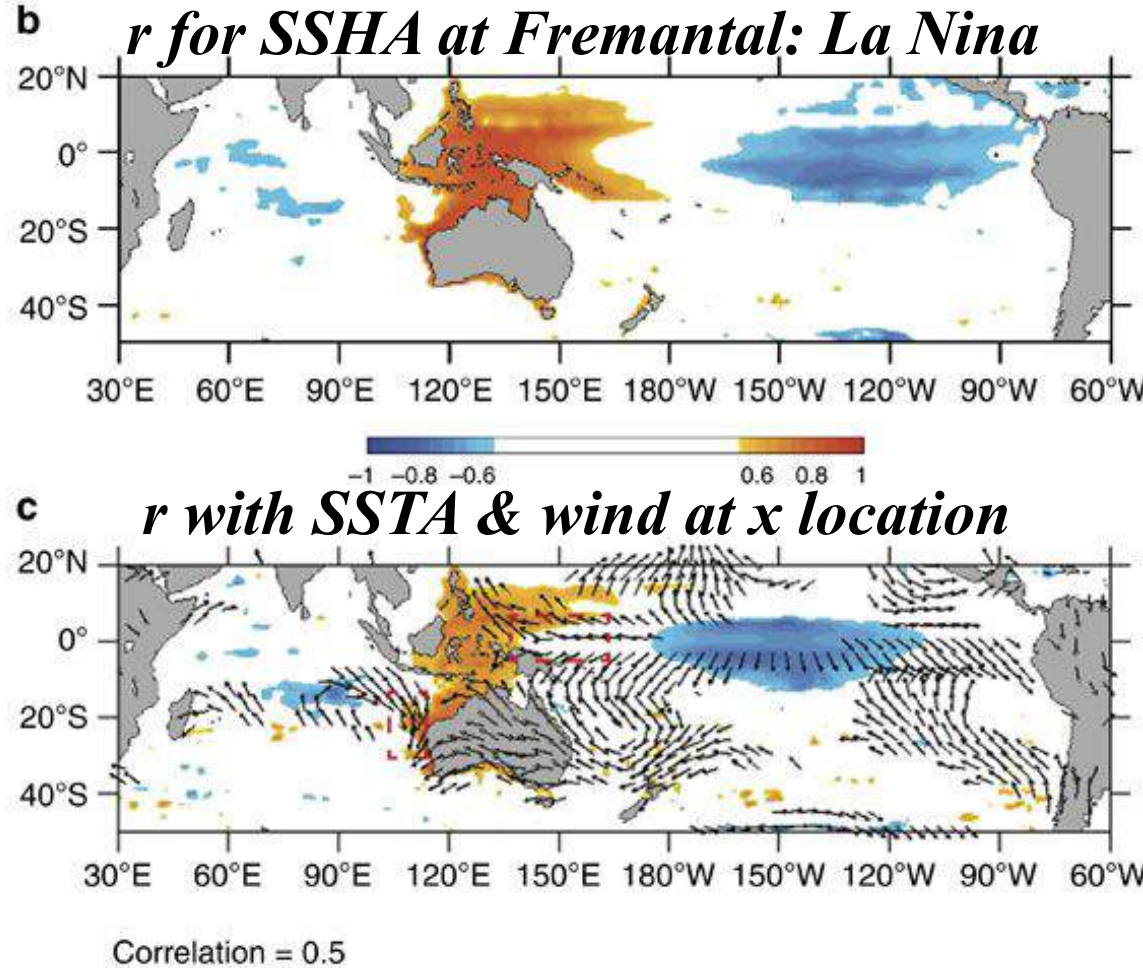 b
r for SSHA at Fremantal: La Nina
20°N
0°
20°S
40°S
30°E 60°E 90°E 120°E 150°E 180°W 150°W 120°W 90°W 60°W
−1 −0.8 −0.6 0.6 0.8 1
c
r with SSTA & wind at x location
20°N
0°
20°S
40°S
30°E 60°E 90°E 120°E 150°E 180°W 150°W 120°W 90°W 60°W
Correlation = 0.5